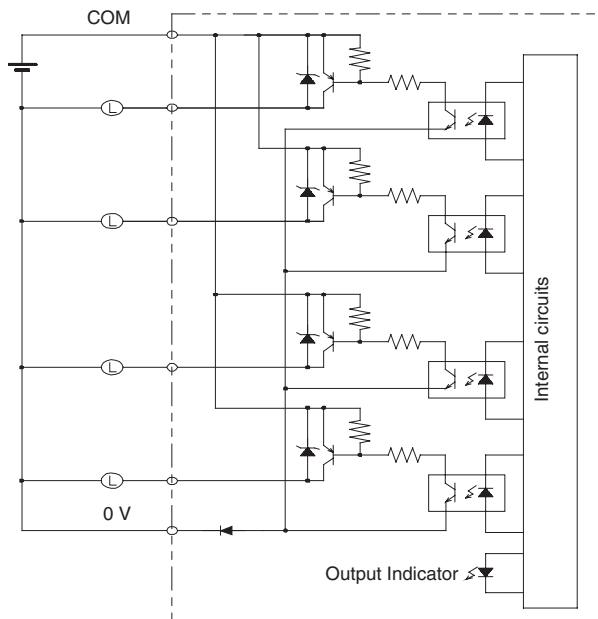 COM
L
L
L
L
0 V
Internal circuits
Output Indicator